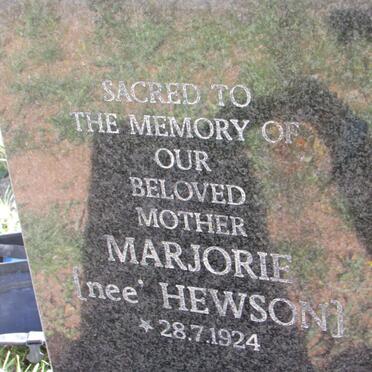 SACRED TO
THE MEMORY OF
OUR
BELOVED
MOTHER
MARJORIE
[nee' HEWSON]
* 28.7.1924